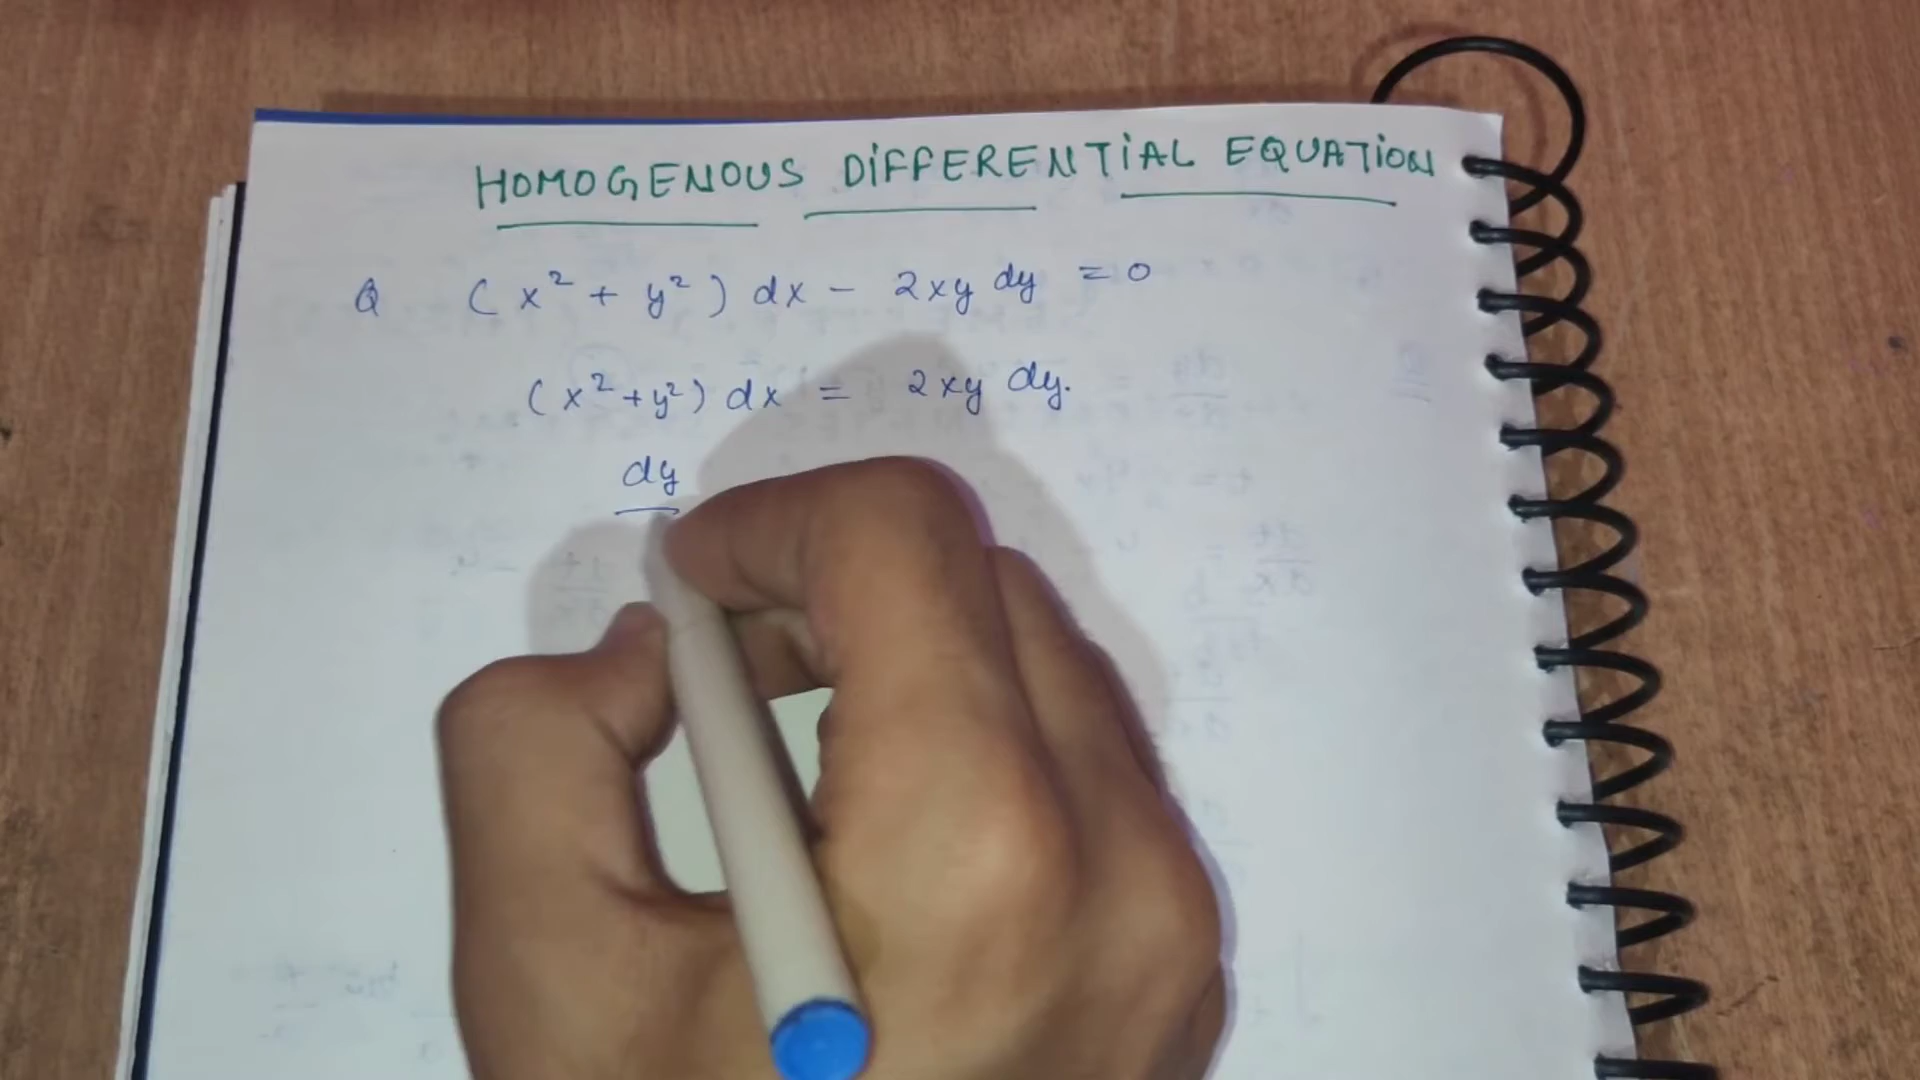 HOMOGENOUS DIFFERENTIAL EQUATION
Q (x² + y²) dx - 2xy dy = 0
(x²+y²) dx = 2xy dy.
dy